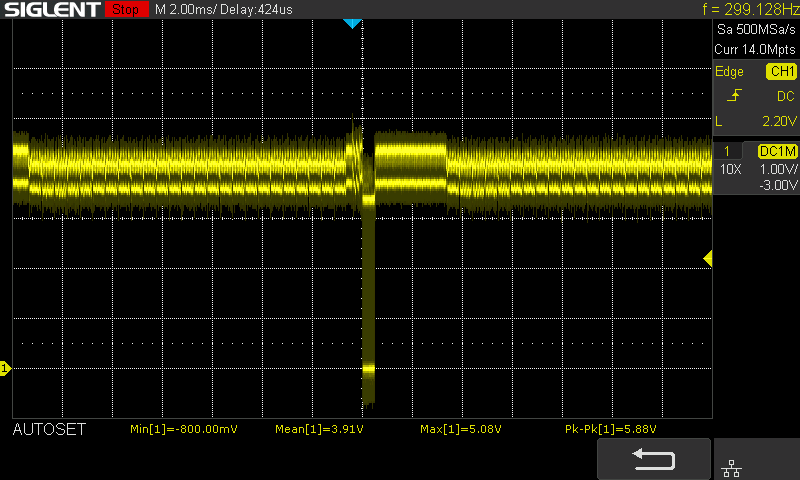 SIGLENT Stop M 2.00ms/ Delay:424us f = 299.128Hz
Sa 500MSa/s
Curr 14.0Mpts
Edge CH1
DC
L 2.20V
1 DC1M
10X 1.00V/
-3.00V
1
AUTOSET Min[1]=-800.00mV Mean[1]=3.91V Max[1]=5.08V Pk-Pk[1]=5.88V